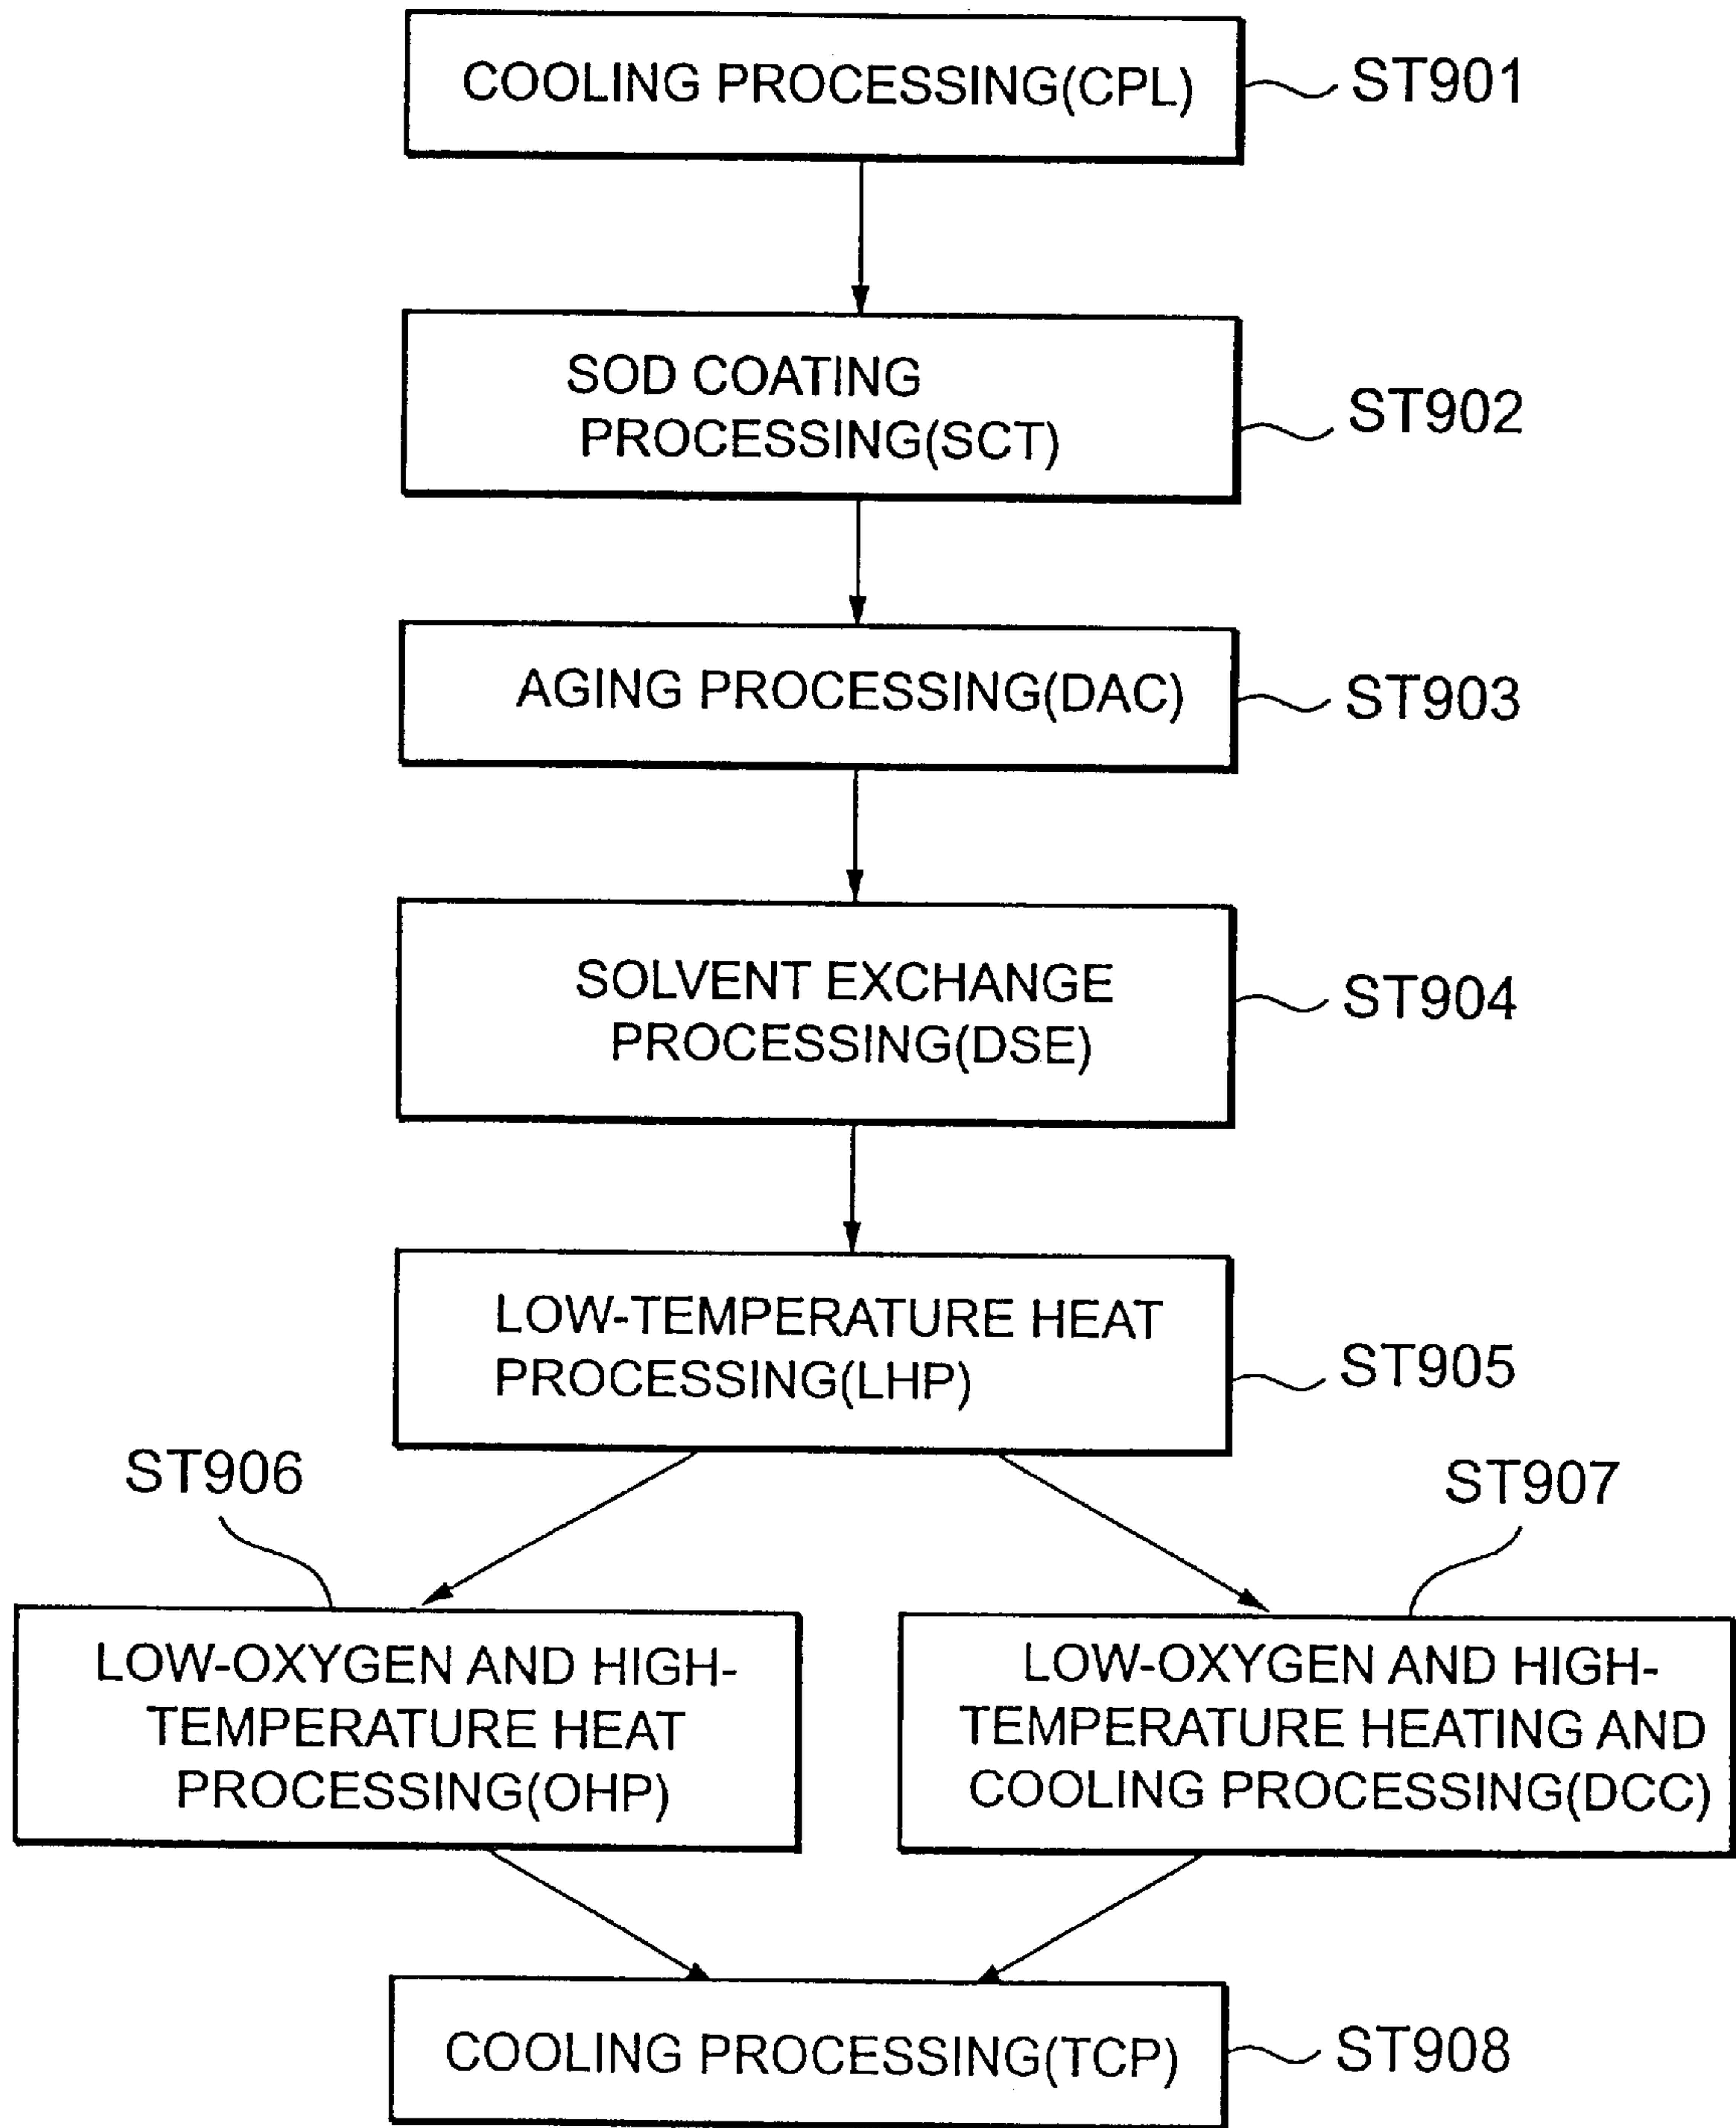 COOLING PROCESSING(CPL)
ST901
SOD COATING
PROCESSING(SCT)
ST902
AGING PROCESSING(DAC)
ST903
SOLVENT EXCHANGE
PROCESSING(DSE)
ST904
LOW-TEMPERATURE HEAT
PROCESSING(LHP)
ST905
ST906
ST907
LOW-OXYGEN AND HIGH-
TEMPERATURE HEAT
PROCESSING(OHP)
LOW-OXYGEN AND HIGH-
TEMPERATURE HEATING AND
COOLING PROCESSING(DCC)
COOLING PROCESSING(TCP)
ST908